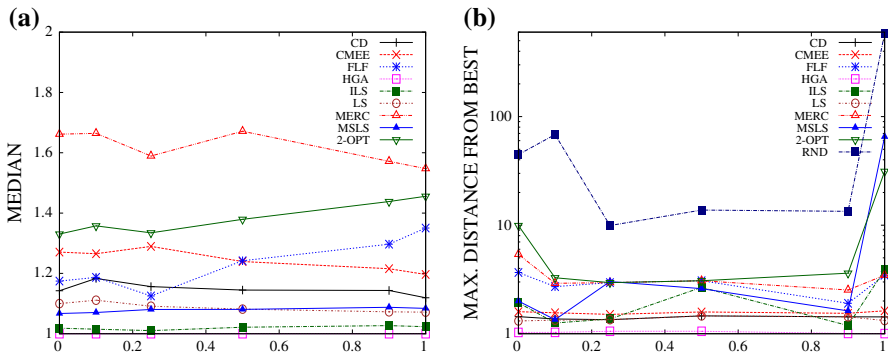 (a)
MEDIAN
2
1.8
1.6
1.4
1.2
1
0
0.2
0.4
0.6
0.8
1
CD
CMEE
FLF
HGA
ILS
LS
MERC
MSLS
2-OPT
(b)
MAX. DISTANCE FROM BEST
100
10
1
0
0.2
0.4
0.6
0.8
1
CD
CMEE
FLF
HGA
ILS
LS
MERC
MSLS
2-OPT
RND